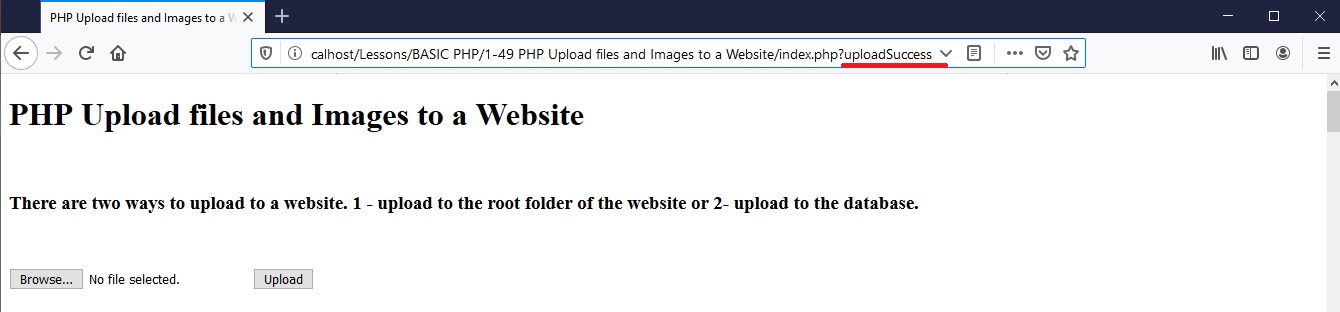 PHP Upload files and Images to a W
calhost/Lessons/BASIC PHP/1-49 PHP Upload files and Images to a Website/index.php?uploadSuccess
PHP Upload files and Images to a Website
There are two ways to upload to a website. 1 - upload to the root folder of the website or 2- upload to the database.
Browse... No file selected. Upload